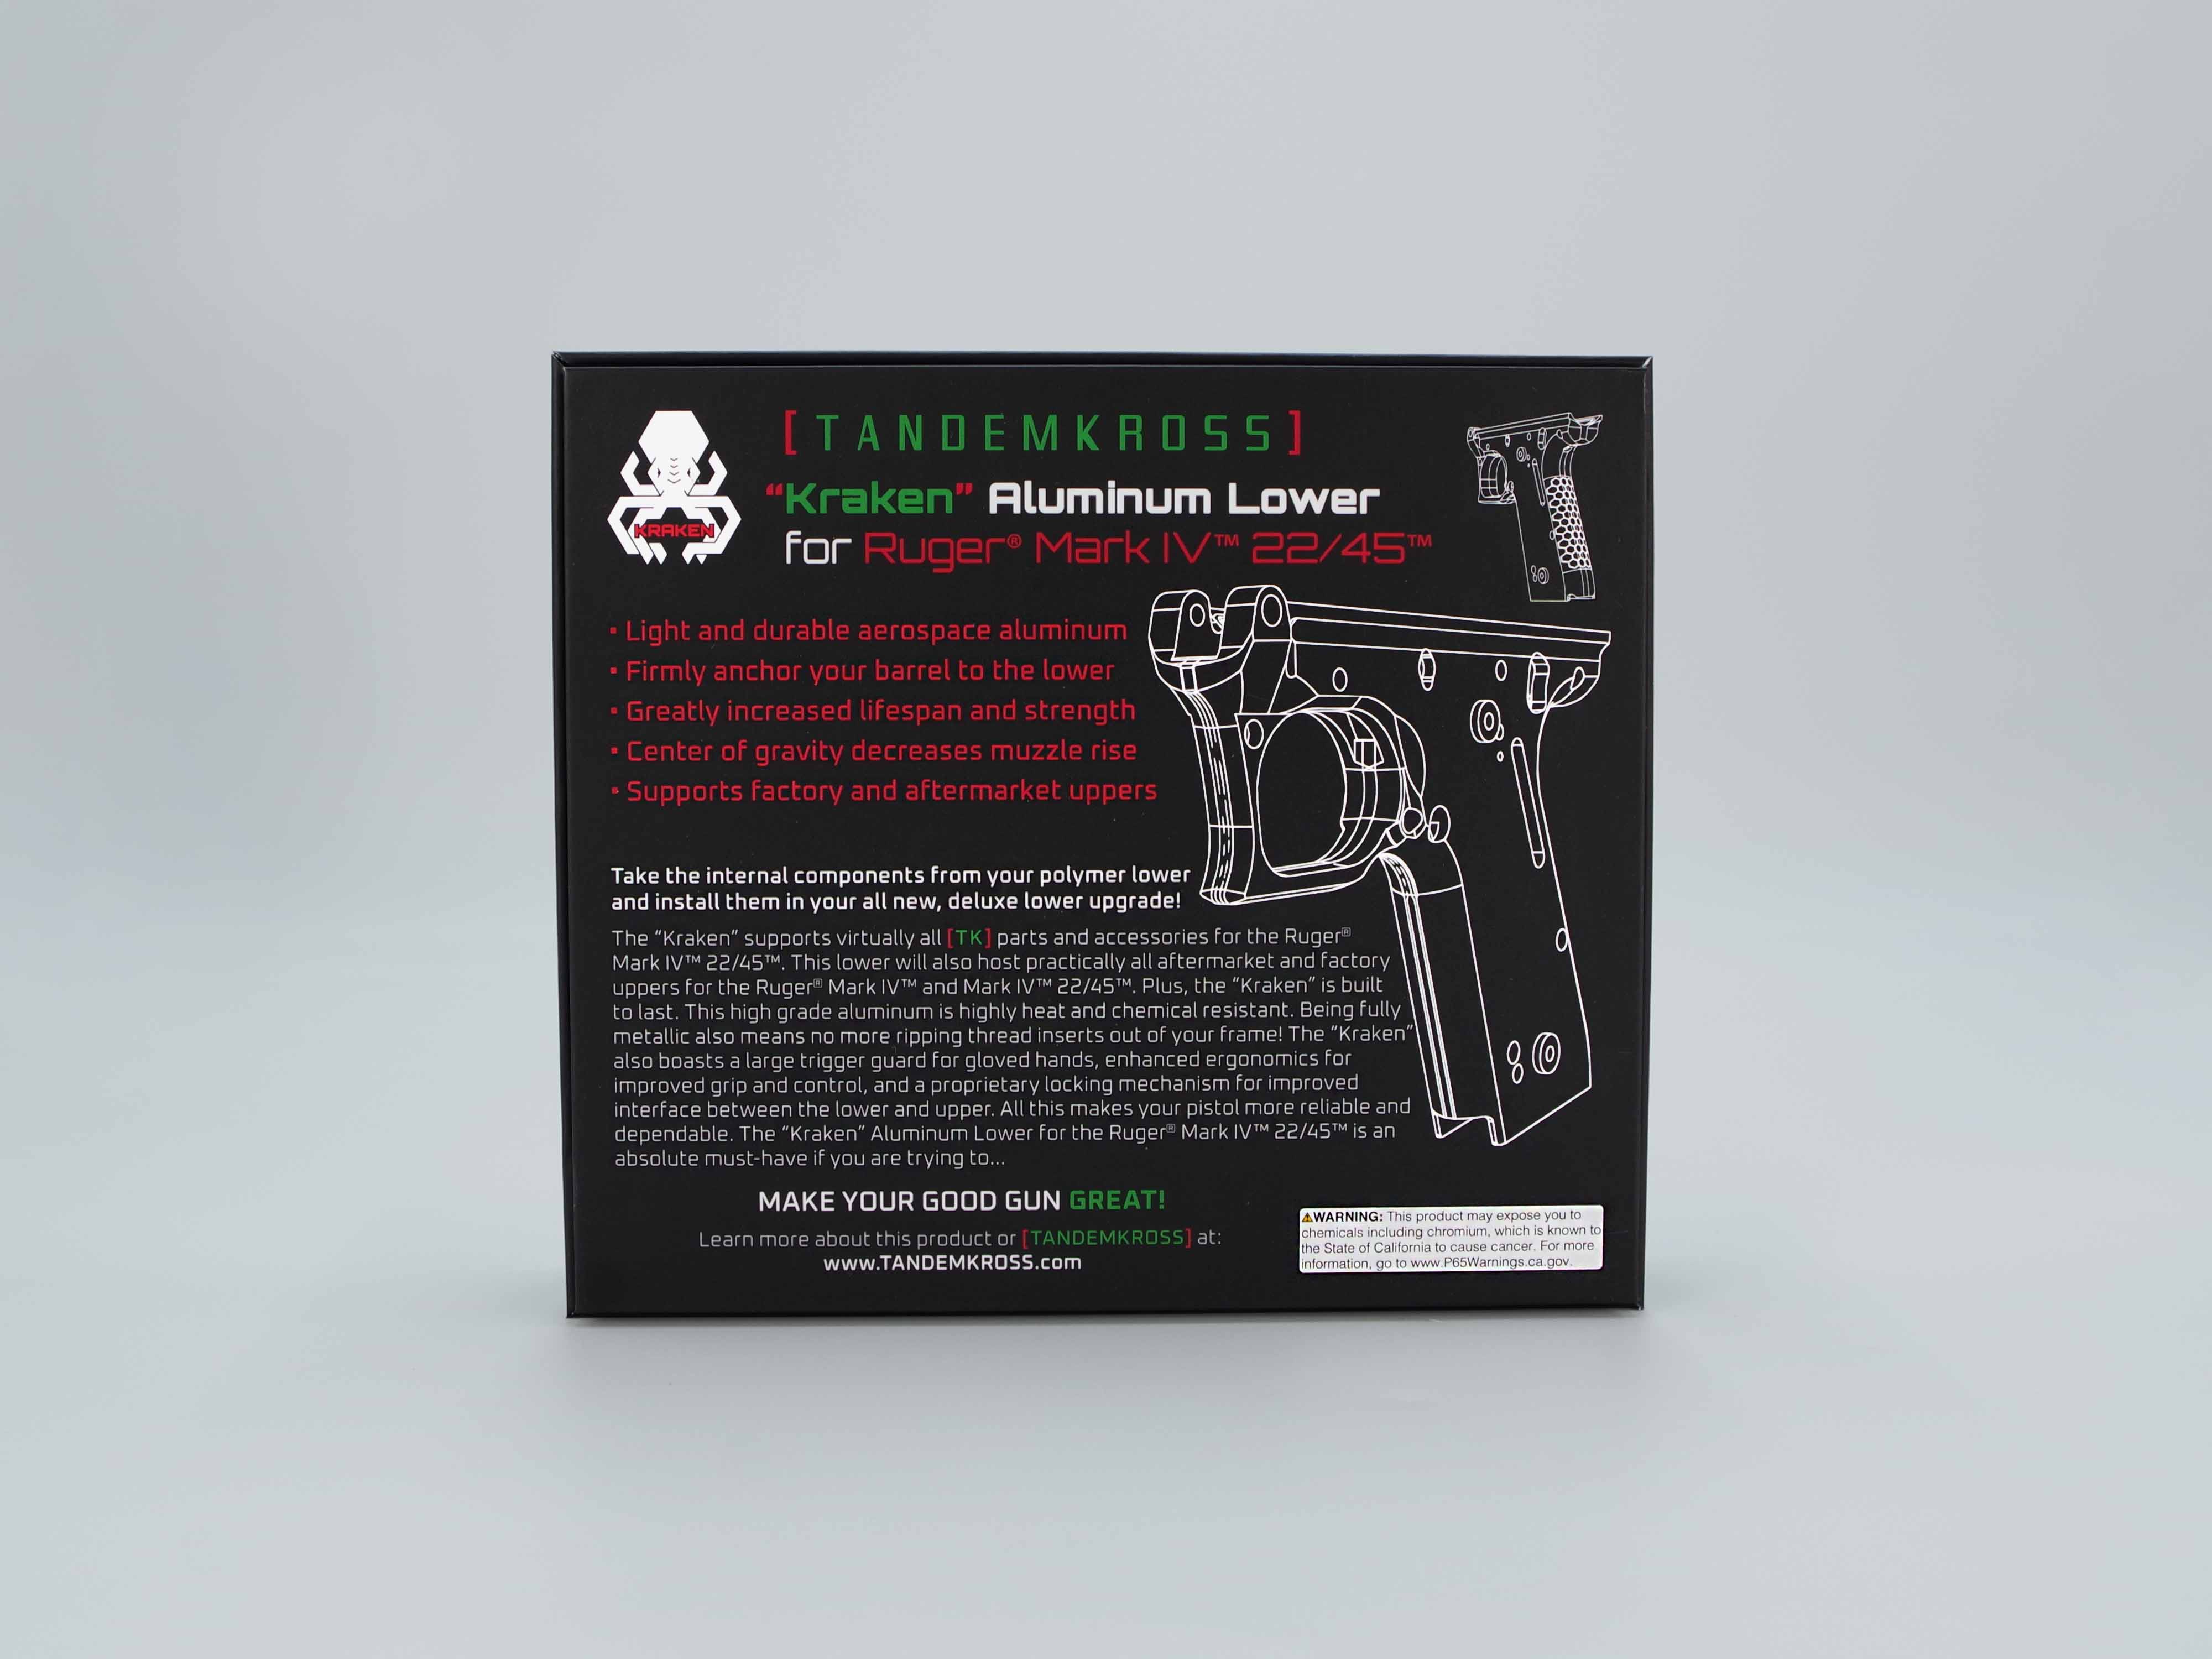 [TANDEMKROSS]
"Kraken" Aluminum Lower
for Ruger® Mark IV™ 22/45™
KRAKEN
• Light and durable aerospace aluminum
• Firmly anchor your barrel to the lower
• Greatly increased lifespan and strength
• Center of gravity decreases muzzle rise
• Supports factory and aftermarket uppers
Take the internal components from your polymer lower
and install them in your all new, deluxe lower upgrade!
The "Kraken" supports virtually all [TK] parts and accessories for the Ruger®
Mark IV™ 22/45™. This lower will also host practically all aftermarket and factory
uppers for the Ruger® Mark IV™ and Mark IV™ 22/45™. Plus, the "Kraken" is built
to last. This high grade aluminum is highly heat and chemical resistant. Being fully
metallic also means no more ripping thread inserts out of your frame! The "Kraken"
also boasts a large trigger guard for gloved hands, enhanced ergonomics for
improved grip and control, and a proprietary locking mechanism for improved
interface between the lower and upper. All this makes your pistol more reliable and
dependable. The "Kraken" Aluminum Lower for the Ruger® Mark IV™ 22/45™ is an
absolute must-have if you are trying to...
MAKE YOUR GOOD GUN GREAT!
Learn more about this product or [TANDEMKROSS] at:
www.TANDEMKROSS.com
⚠WARNING: This product may expose you to
chemicals including chromium, which is known to
the State of California to cause cancer. For more
information, go to www.P65Warnings.ca.gov.